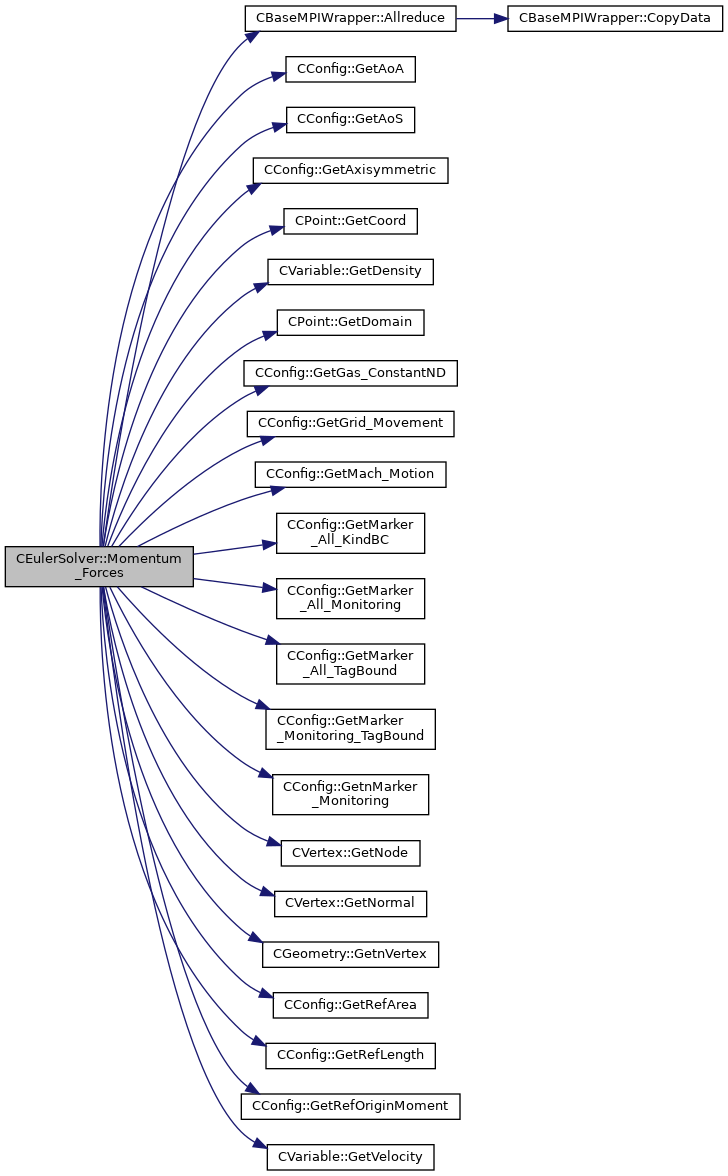 CBaseMPIWrapper::Allreduce
CBaseMPIWrapper::CopyData
CConfig::GetAoA
CConfig::GetAoS
CConfig::GetAxisymmetric
CPoint::GetCoord
CVariable::GetDensity
CPoint::GetDomain
CConfig::GetGas_ConstantND
CConfig::GetGrid_Movement
CConfig::GetMach_Motion
CConfig::GetMarker
_All_KindBC
CEulerSolver::Momentum
_Forces
CConfig::GetMarker
_All_Monitoring
CConfig::GetMarker
_All_TagBound
CConfig::GetMarker
_Monitoring_TagBound
CConfig::GetnMarker
_Monitoring
CVertex::GetNode
CVertex::GetNormal
CGeometry::GetnVertex
CConfig::GetRefArea
CConfig::GetRefLength
CConfig::GetRefOriginMoment
CVariable::GetVelocity